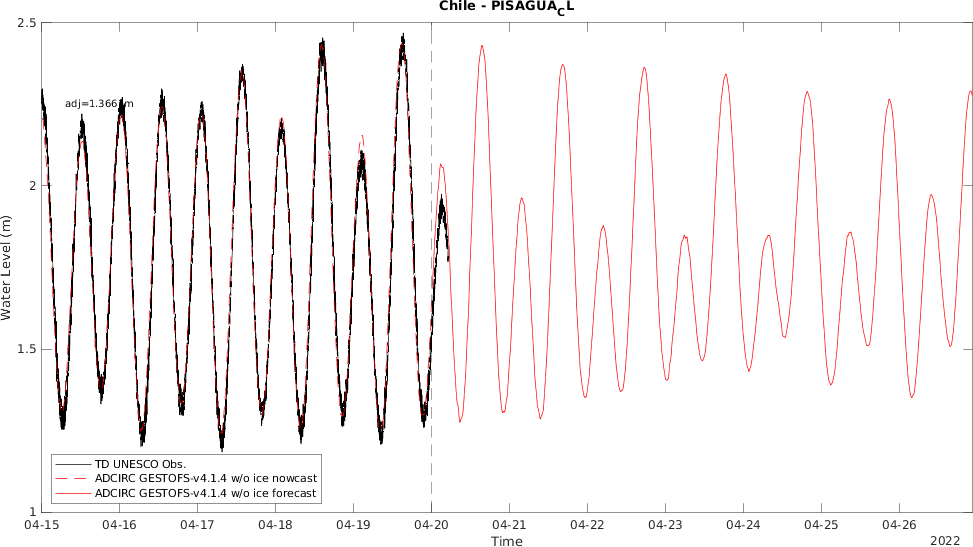 Chile - PISAGUA_CL
2.5
2
1.5
1
Water Level (m)
adj=1.366 m
TD UNESCO Obs.
ADCIRC GESTOFS-v4.1.4 w/o ice nowcast
ADCIRC GESTOFS-v4.1.4 w/o ice forecast
04-15 04-16 04-17 04-18 04-19 04-20 04-21 04-22 04-23 04-24 04-25 04-26
Time
2022